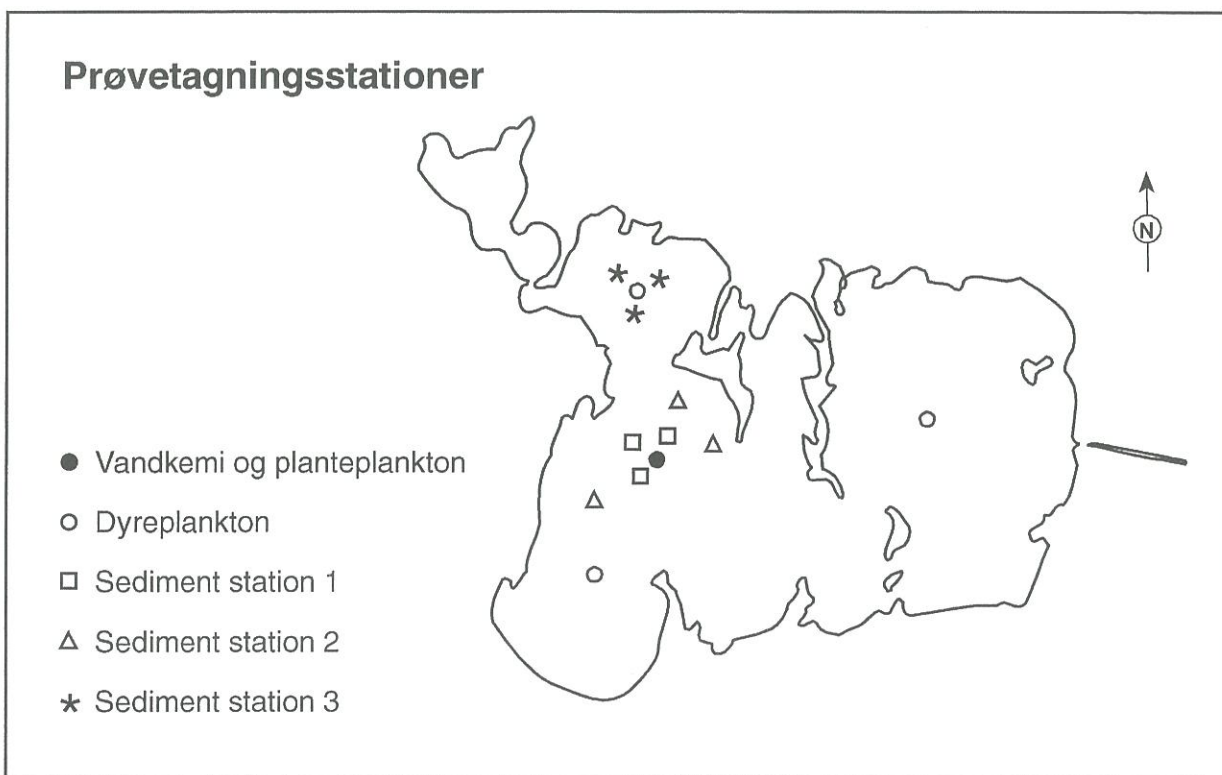 Prøvetagningsstationer
N
Vandkemi og planteplankton
Dyreplankton
Sediment station 1
Sediment station 2
Sediment station 3